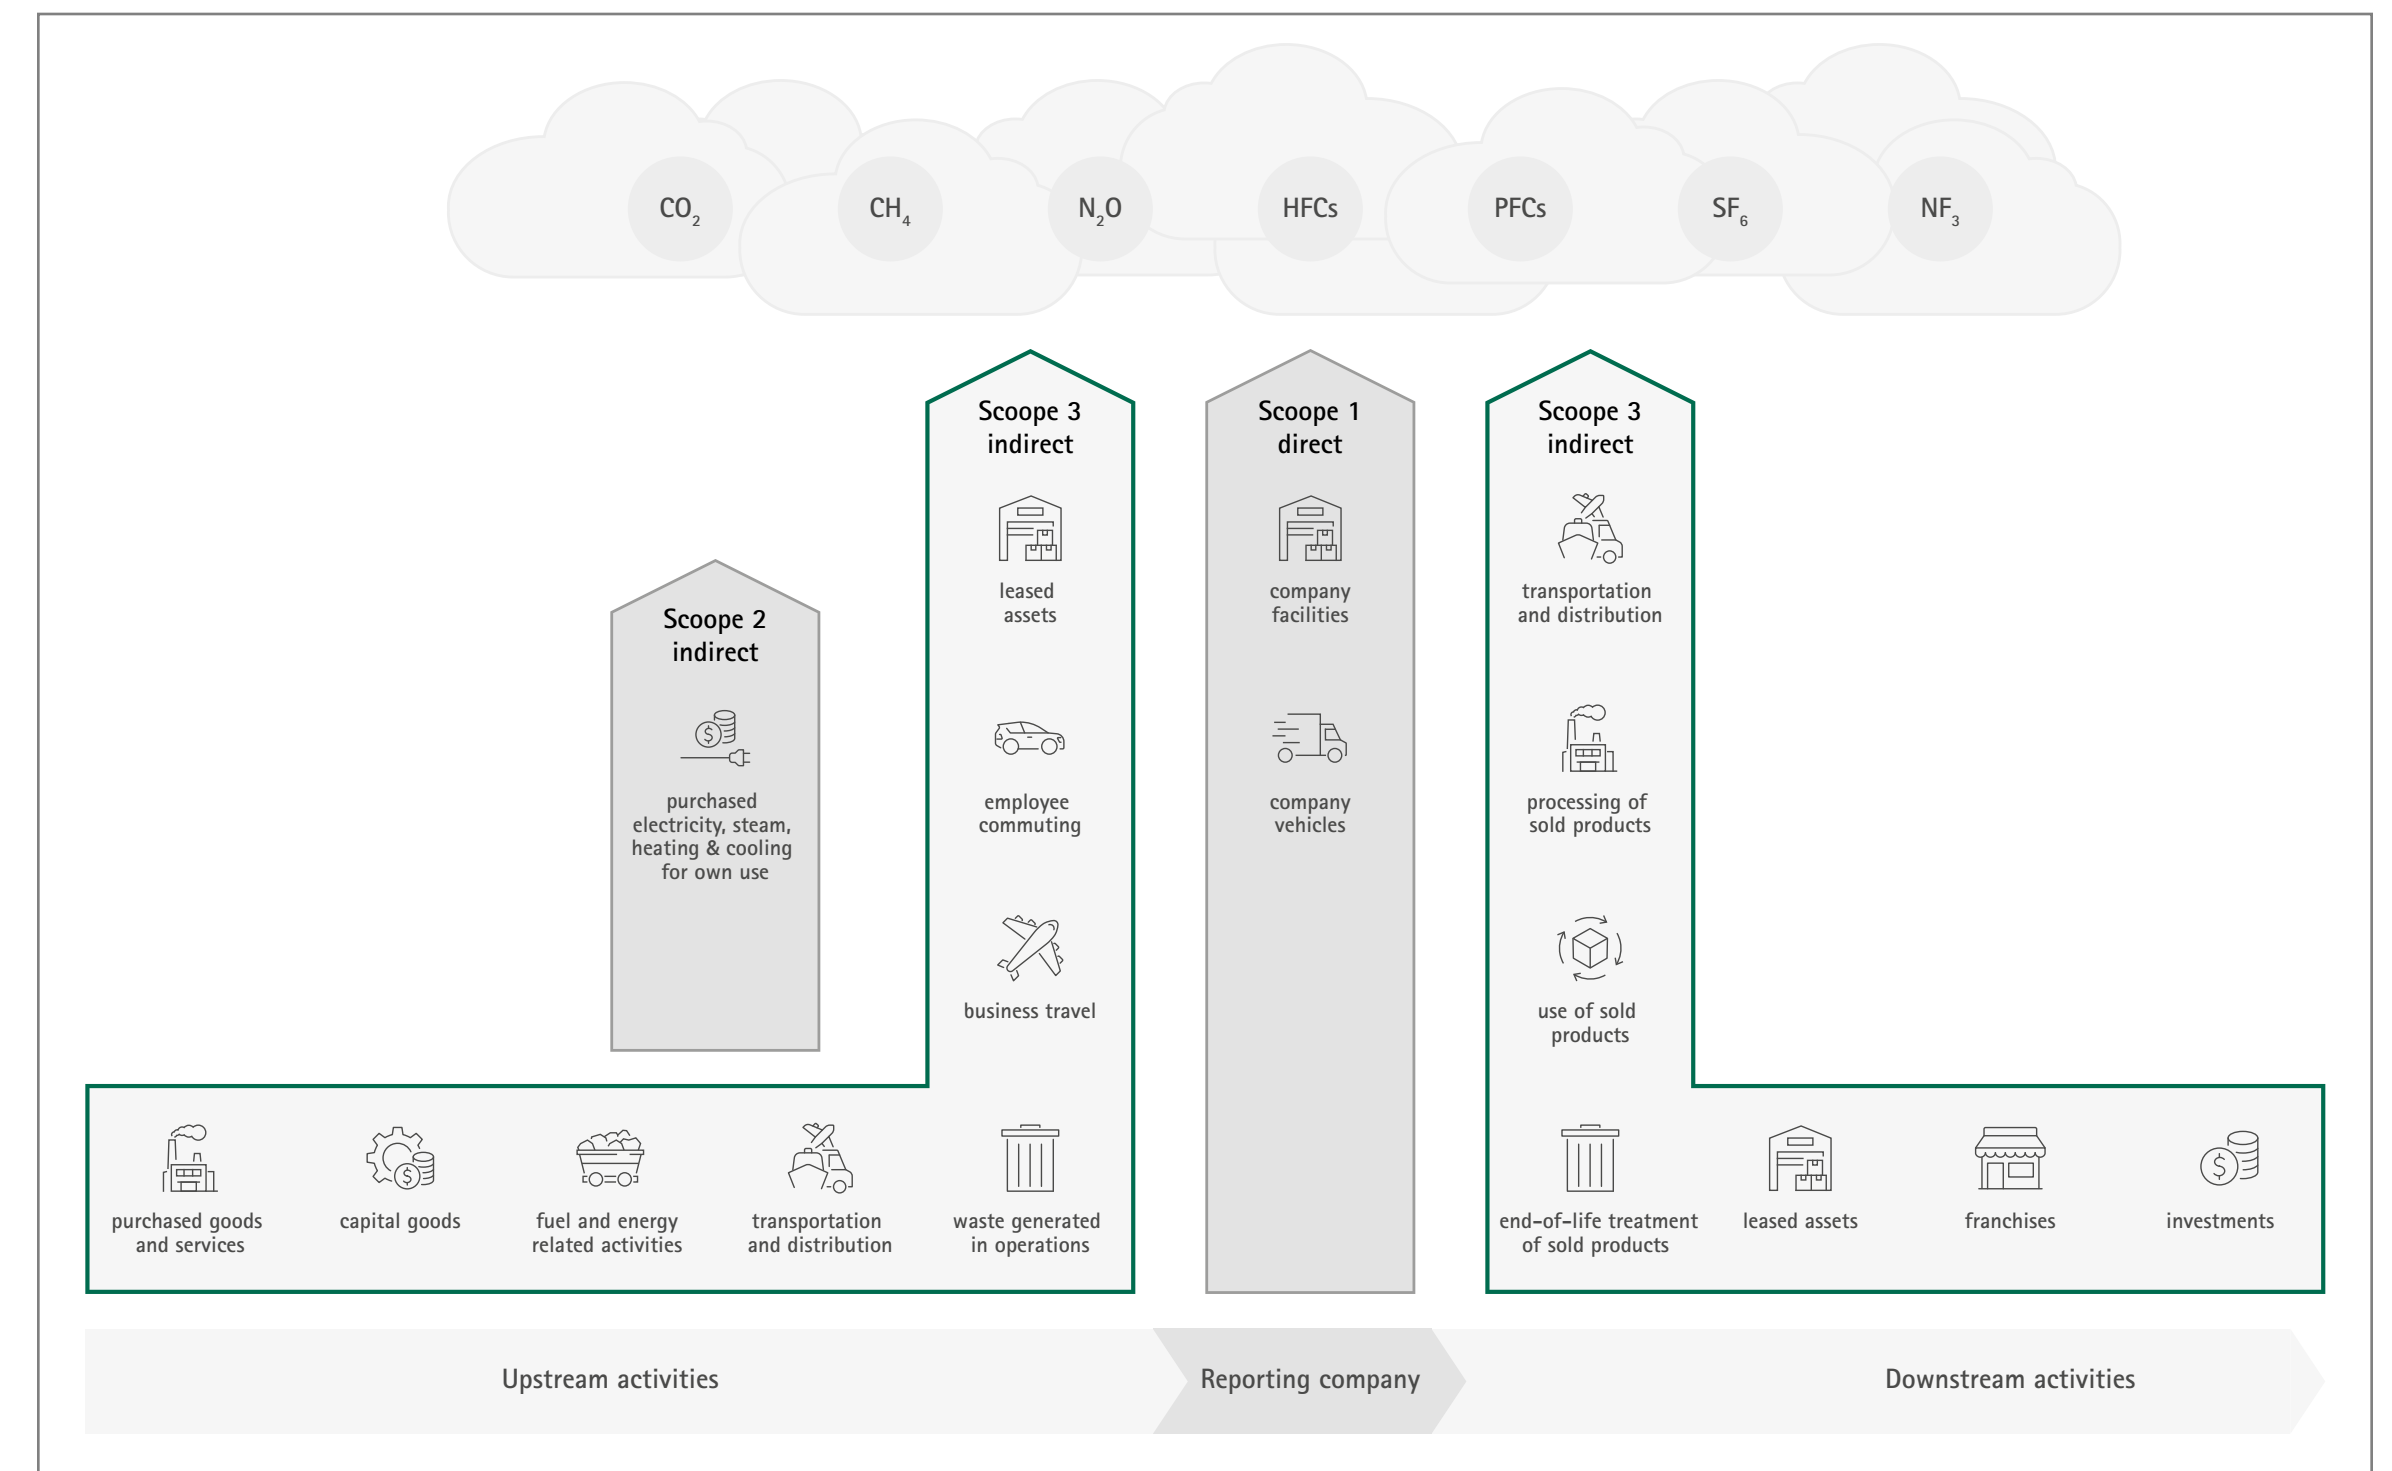 CO₂
CH₄
N₂O
HFCs
PFCs
SF₆
NF₃
Scoope 2
indirect
purchased
electricity, steam,
heating & cooling
for own use
Scoope 3
indirect
leased
assets
employee
commuting
business travel
purchased goods
and services
capital goods
fuel and energy
related activities
transportation
and distribution
waste generated
in operations
Scoope 1
direct
company
facilities
company
vehicles
Scoope 3
indirect
transportation
and distribution
processing of
sold products
use of sold
products
end-of-life treatment
of sold products
leased assets
franchises
investments
Upstream activities
Reporting company
Downstream activities